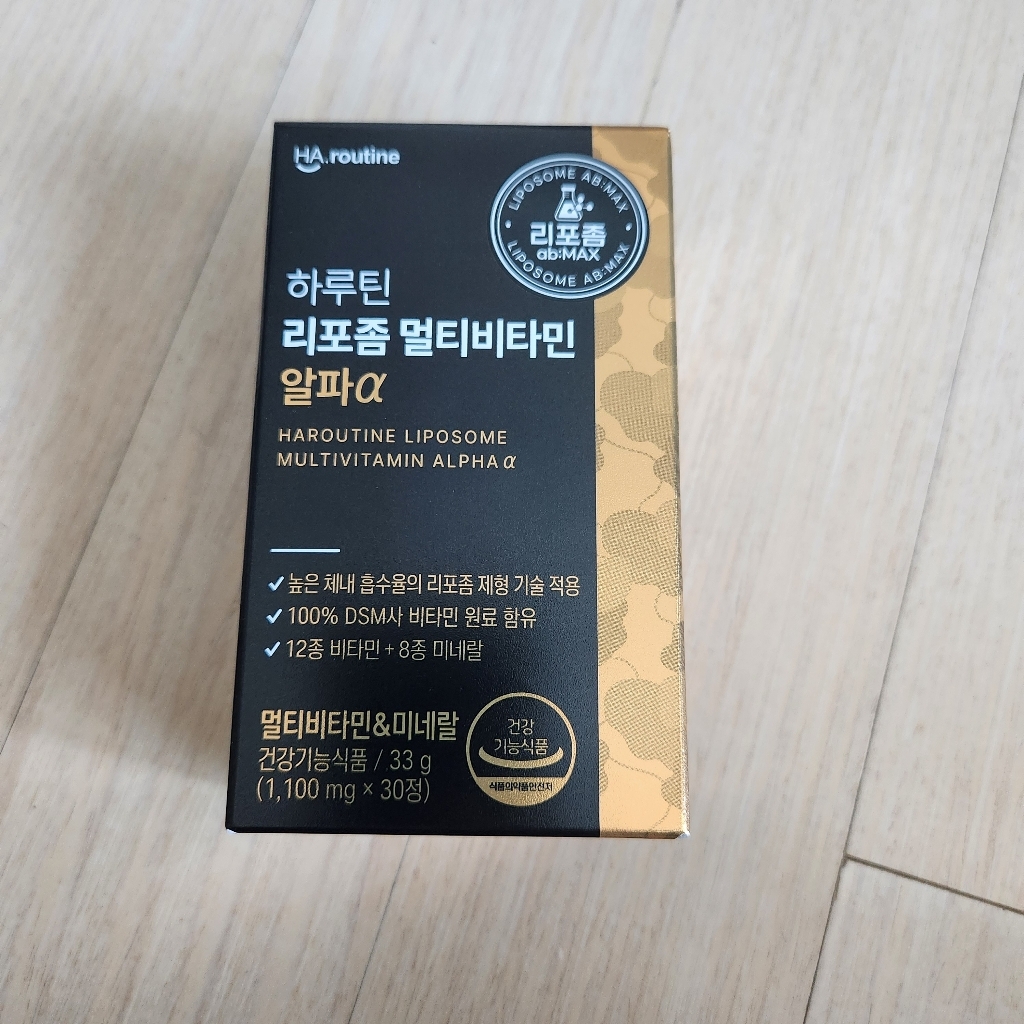 HA.routine
LIPOSOME AB:MAX
리포좀
ab:MAX
LIPOSOME AB:MAX
하루틴
리포좀 멀티비타민
알파α
HAROUTINE LIPOSOME
MULTIVITAMIN ALPHA α
높은 체내 흡수율의 리포좀 제형 기술 적용
100% DSM사 비타민 원료 함유
12종 비타민 + 8종 미네랄
멀티비타민&미네랄
건강기능식품 / 33 g
(1,100 mg × 30정)
건강
기능식품
식품의약품안전처